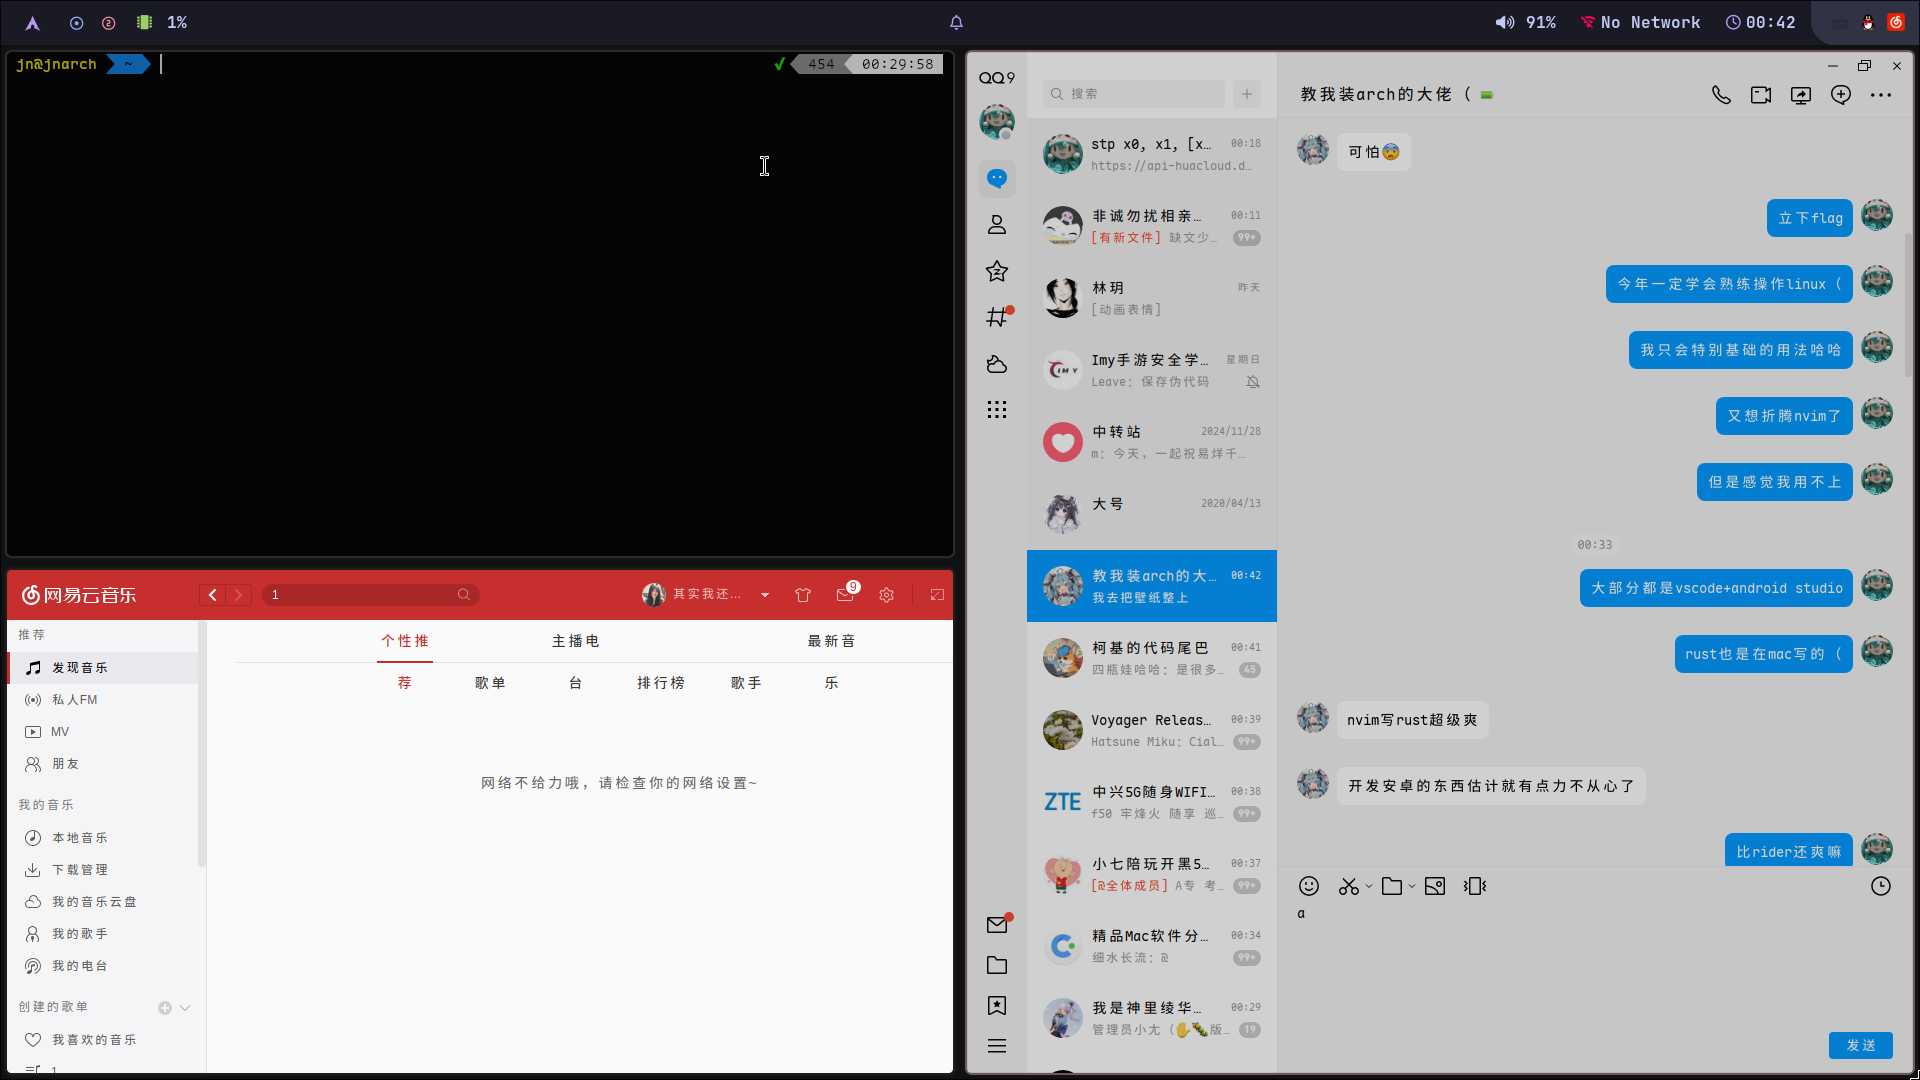 1%
91%
No Network
00:42
jn@jnarch
~
454
00:29:58
网易云音乐
1
其实我还...
9
推荐
发现音乐
私人FM
MV
朋友
我的音乐
本地音乐
下载管理
我的音乐云盘
我的歌手
我的电台
创建的歌单
我喜欢的音乐
1
个性推荐
歌单
主播电台
排行榜
歌手
最新音乐
网络不给力哦，请检查你的网络设置~
QQ9
搜索
stp x0, x1, [x…
00:18
https://api-huacloud.d…
非诚勿扰相亲…
00:11
[有新文件] 缺文少…
99+
林玥
昨天
[动画表情]
Imy手游安全学…
星期日
Leave: 保存伪代码
中转站
2024/11/28
m: 今天，一起祝易烊千…
大号
2020/04/13
教我装arch的大…
00:42
我去把壁纸整上
柯基的代码尾巴
00:41
四瓶娃哈哈: 是很多…
45
Voyager Releas…
00:39
Hatsune Miku: Cial…
99+
ZTE
中兴5G随身WIFI…
00:38
f50 牢烽火 随享 巡…
99+
小七陪玩开黑5…
00:37
[@全体成员] A专 考…
99+
精品Mac软件分…
00:34
细水长流: @
99+
我是神里绫华…
00:29
管理员小尢（✋🐛版…
19
教我装arch的大佬（
可怕😨
立下flag
今年一定学会熟练操作linux（
我只会特别基础的用法哈哈
又想折腾nvim了
但是感觉我用不上
00:33
大部分都是vscode+android studio
rust也是在mac写的（
nvim写rust超级爽
开发安卓的东西估计就有点力不从心了
比rider还爽嘛
a
发送